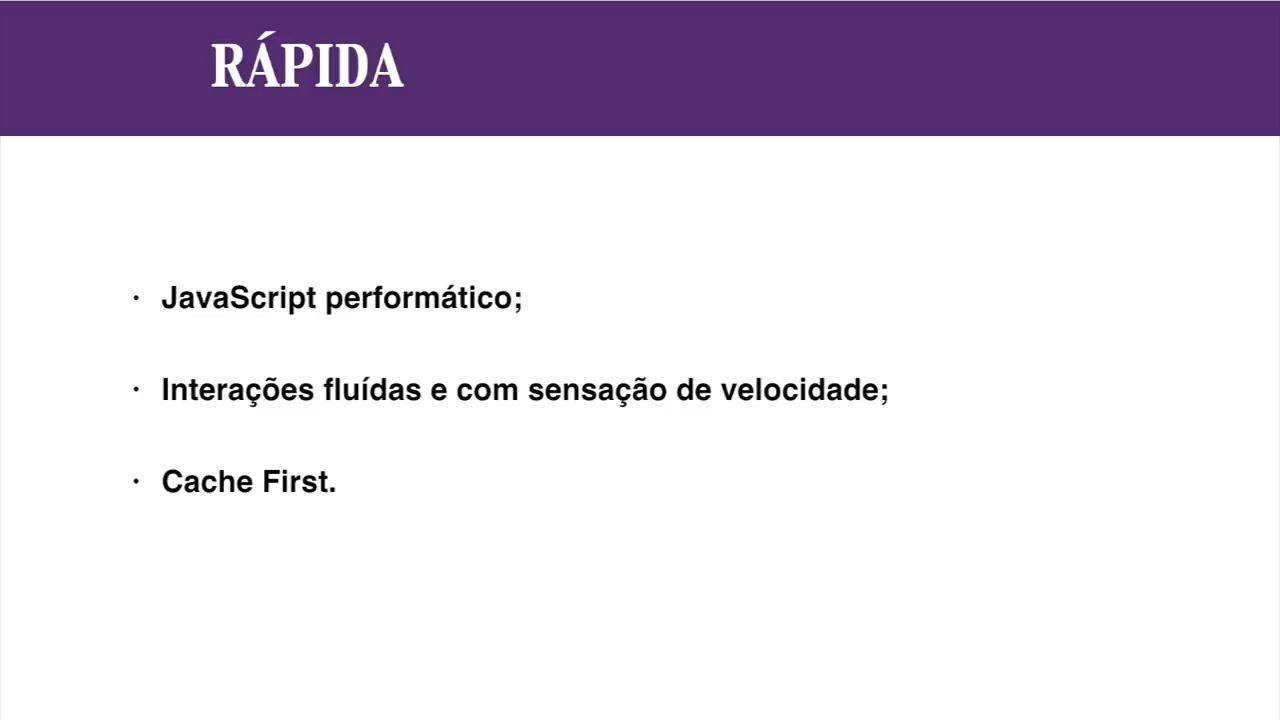 RÁPIDA
· JavaScript performático;
· Interações fluídas e com sensação de velocidade;
· Cache First.